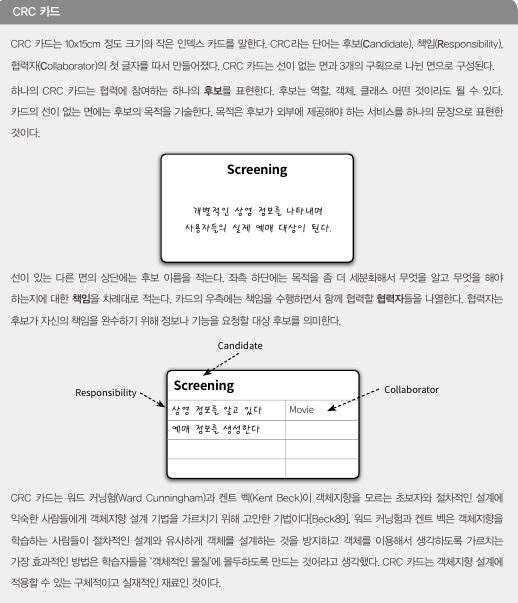 CRC 카드
CRC 카드는 10x15cm 정도 크기의 작은 인덱스 카드를 말한다. CRC라는 단어는 후보(Candidate), 책임(Responsibility),
협력자(Collaborator)의 첫 글자를 따서 만들어졌다. CRC 카드는 선이 없는 면과 3개의 구획으로 나뉜 면으로 구성된다.
하나의 CRC 카드는 협력에 참여하는 하나의 후보를 표현한다. 후보는 역할, 객체, 클래스 어떤 것이라도 될 수 있다.
카드의 선이 없는 면에는 후보의 목적을 기술한다. 목적은 후보가 외부에 제공해야 하는 서비스를 하나의 문장으로 표현한
것이다.
Screening
개별적인 상영 정보를 나타내며
사용자들의 실제 예매 대상이 된다.
선이 있는 다른 면의 상단에는 후보 이름을 적는다. 좌측 하단에는 목적을 좀 더 세분화해서 무엇을 알고 무엇을 해야
하는지에 대한 책임을 차례대로 적는다. 카드의 우측에는 책임을 수행하면서 함께 협력할 협력자들을 나열한다. 협력자는
후보가 자신의 책임을 완수하기 위해 정보나 기능을 요청할 대상 후보를 의미한다.
Candidate
Responsibility
Screening
Collaborator
상영 정보를 알고 있다
Movie
예매 정보를 생성한다
CRC 카드는 워드 커닝험(Ward Cunningham)과 켄트 벡(Kent Beck)이 객체지향을 모르는 초보자와 절차적인 설계에
익숙한 사람들에게 객체지향 설계 기법을 가르치기 위해 고안한 기법이다[Beck89]. 워드 커닝험과 켄트 벡은 객체지향을
학습하는 사람들이 절차적인 설계와 유사하게 객체를 설계하는 것을 방지하고 객체를 이용해서 생각하도록 가르치는
가장 효과적인 방법은 학습자들을 '객체적인 물질'에 몰두하도록 만드는 것이라고 생각했다. CRC 카드는 객체지향 설계에
적용할 수 있는 구체적이고 실재적인 재료인 것이다.